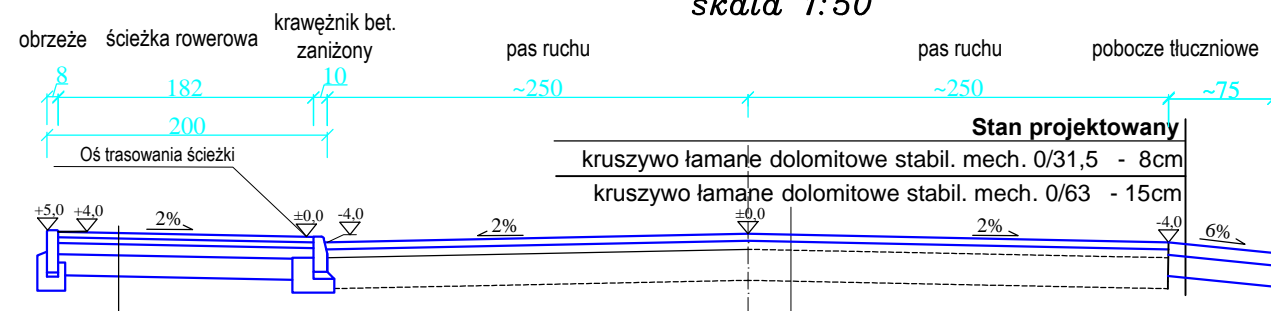 skala 1:50
obrzeże ścieżka rowerowa krawężnik bet. zaniżony pas ruchu pas ruchu pobocze tłuczniowe
8 182 10 ~250 ~250 ~75
200
Stan projektowany
Oś trasowania ścieżki
kruszywo łamane dolomitowe stabil. mech. 0/31,5 - 8cm
kruszywo łamane dolomitowe stabil. mech. 0/63 - 15cm
+5,0 +4,0 2% ±0,0 -4,0 2% ±0,0 2% -4,0 6%